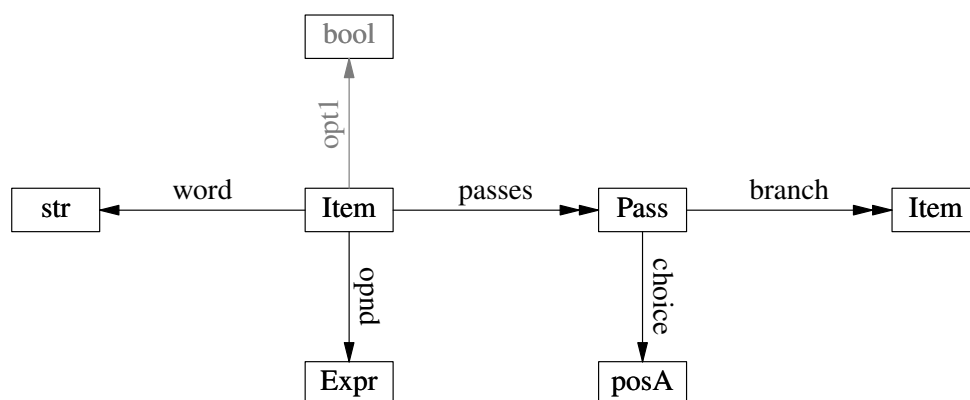 bool
opt1
word
passes
branch
str
Item
Pass
Item
opnd
choice
Expr
posA